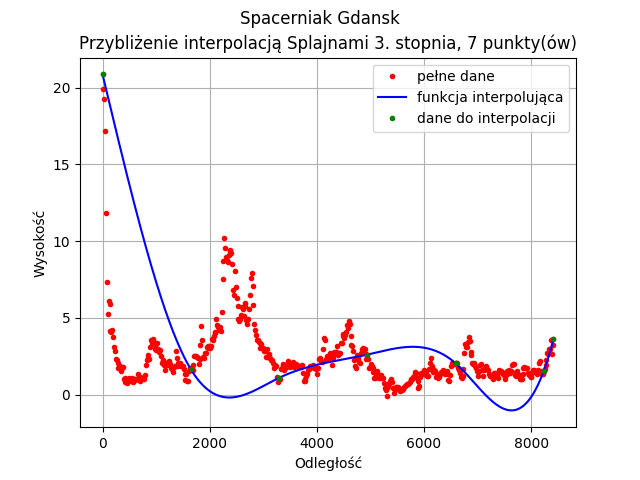 Spacerniak Gdansk
Przybliżenie interpolacją Splajnami 3. stopnia, 7 punkty(ów)
pełne dane
funkcja interpolująca
dane do interpolacji
Wysokość
20
15
10
5
0
0 2000 4000 6000 8000
Odległość